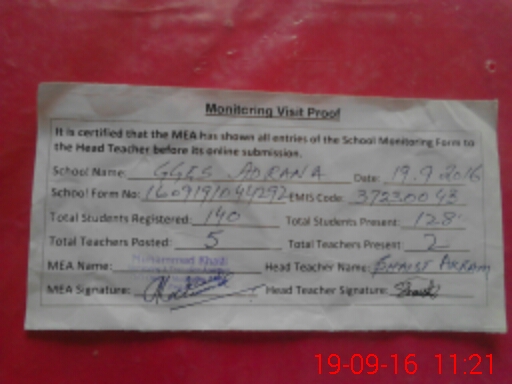 Monitoring Visit Proof
It is certified that the MEA has shown all entries of the School Monitoring Form to
the Head Teacher before its online submission.
School Name: GGES ADRANA Date: 19.9.2016
School Form No: EMIS Code: 37230043
Total Students Registered: 140 Total Students Present: 128
Total Teachers Posted: 5 Total Teachers Present: 2
MEA Name: Muhammad Head Teacher Name: AKRAM
MEA Signature: Head Teacher Signature:
19-09-16 11:21